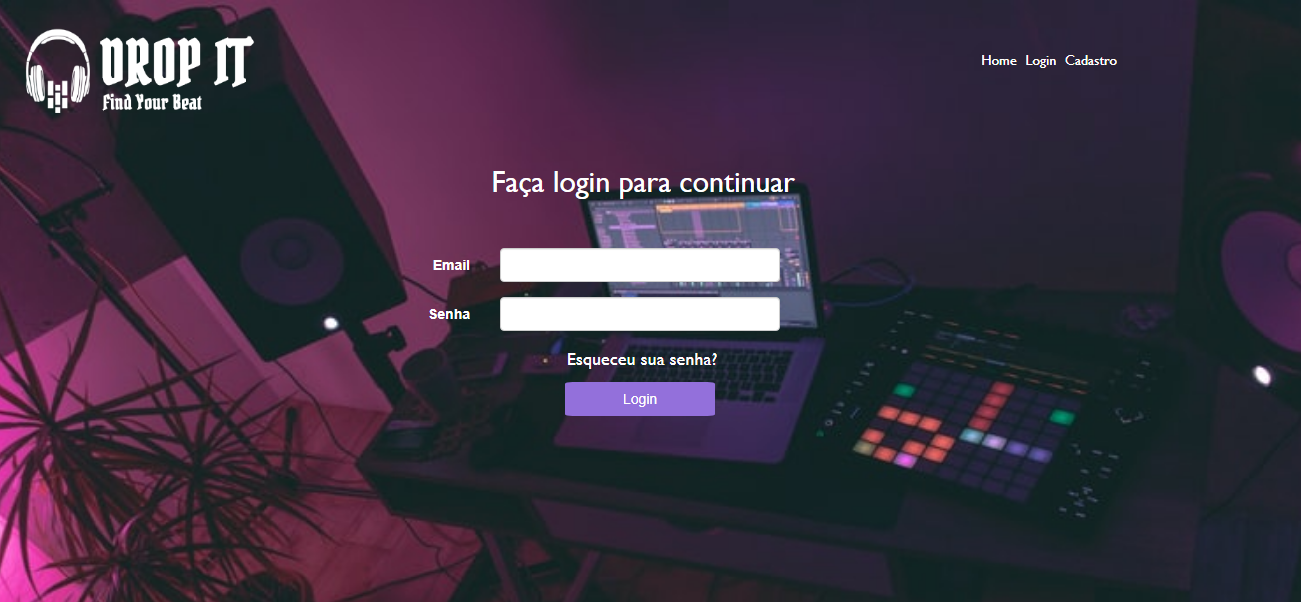 DROP IT
Find Your Beat
Home Login Cadastro
Faça login para continuar
Email
Senha
Esqueceu sua senha?
Login